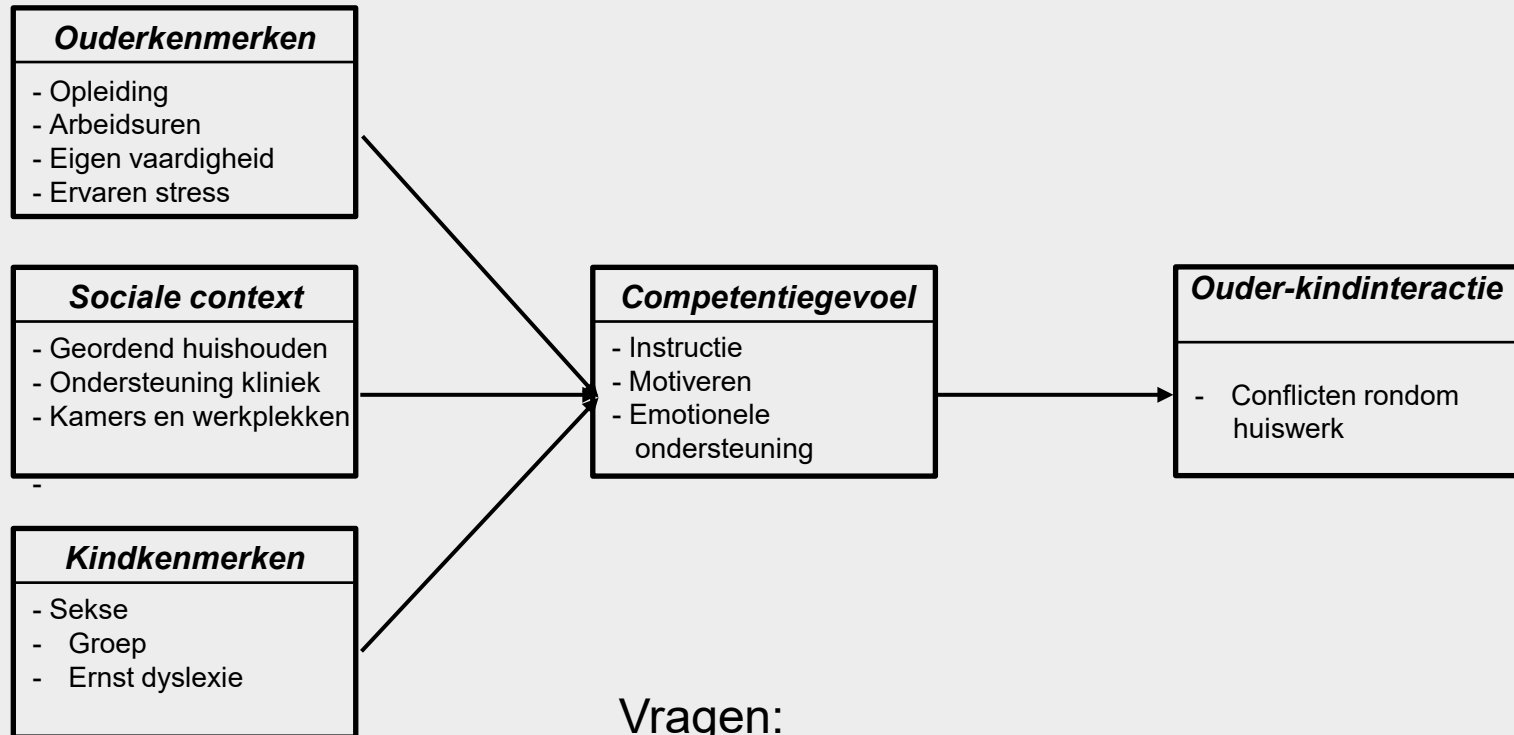 Ouderkenmerken
- Opleiding
- Arbeidsuren
- Eigen vaardigheid
- Ervaren stress
Sociale context
- Geordend huishouden
- Ondersteuning kliniek
- Kamers en werkplekken
-
Kindkenmerken
- Sekse
- Groep
- Ernst dyslexie
Competentiegevoel
- Instructie
- Motiveren
- Emotionele
ondersteuning
Ouder-kindinteractie
- Conflicten rondom
huiswerk
Vragen: